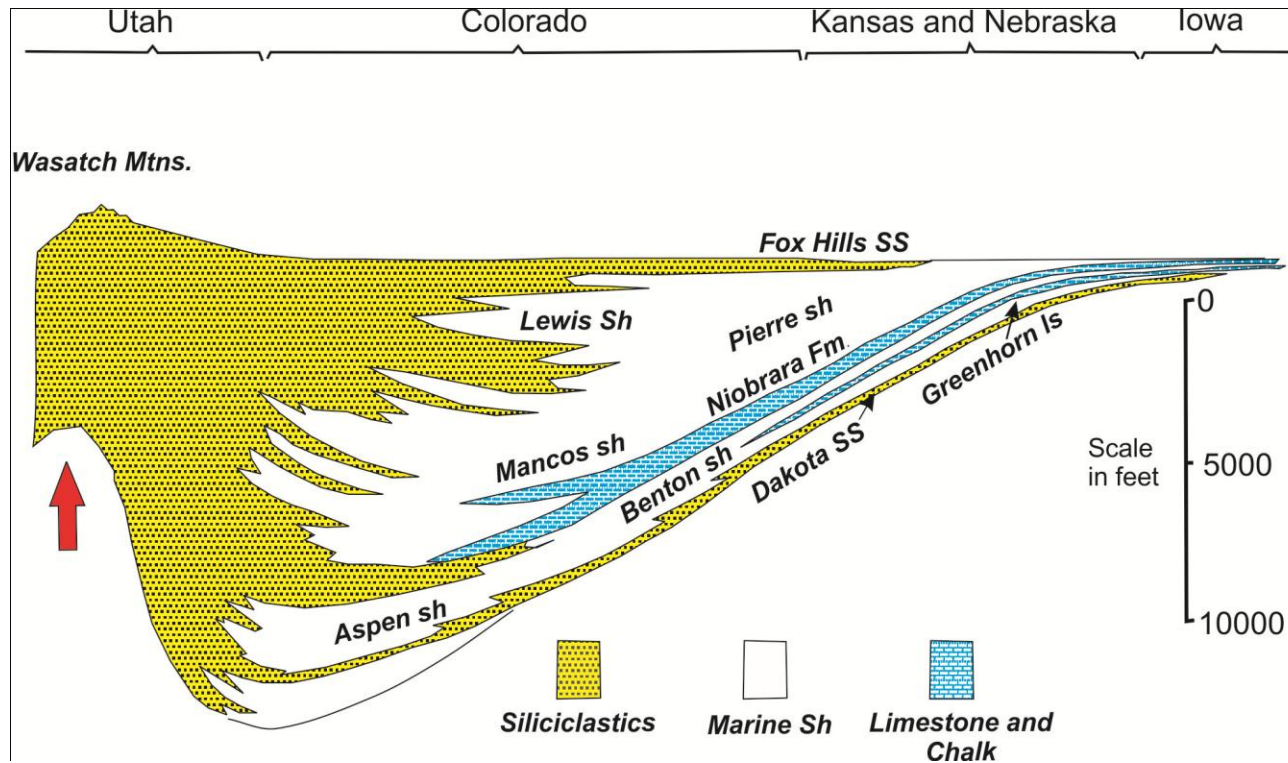 Utah Colorado Kansas and Nebraska Iowa
Wasatch Mtns.
Fox Hills SS
Lewis Sh
Pierre sh
Niobrara Fm.
Mancos sh
Benton sh
Dakota SS
Greenhorn ls
Aspen sh
0
Scale
in feet
5000
10000
Siliciclastics
Marine Sh
Limestone and
Chalk